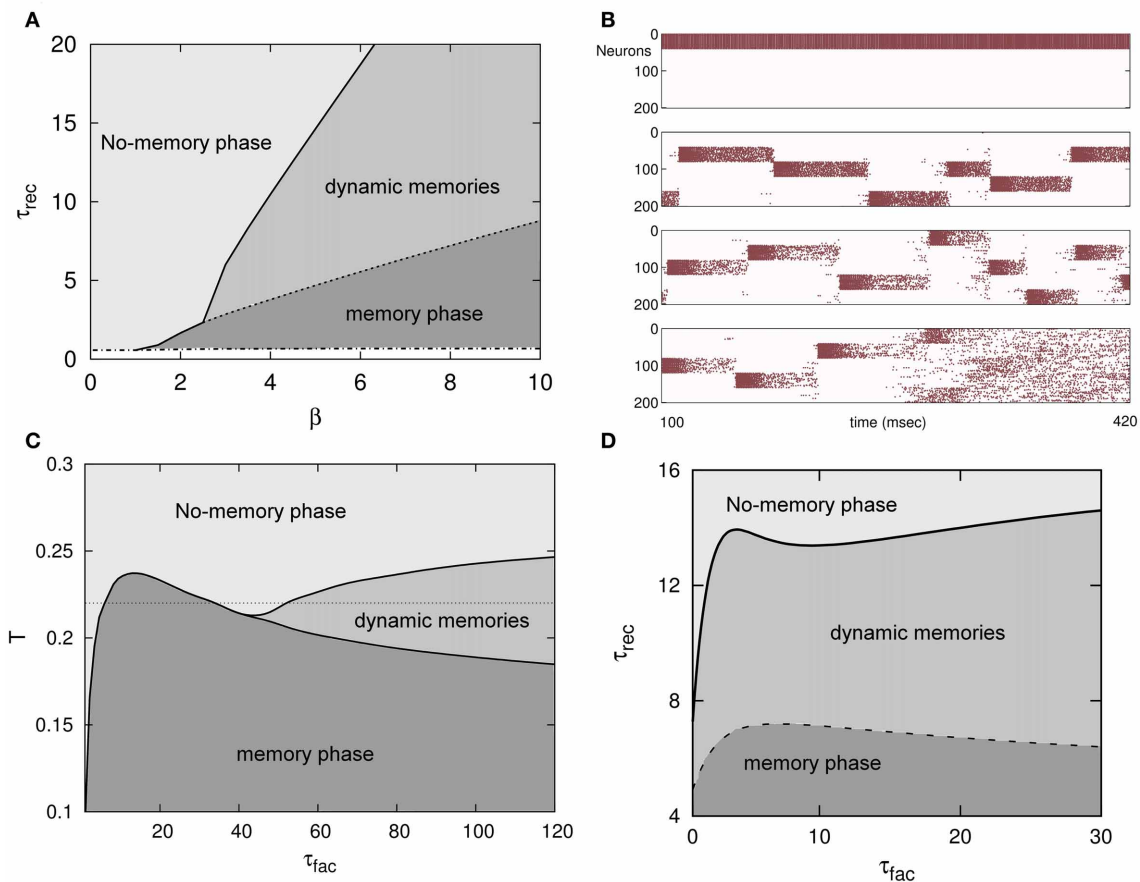 A
20
15
10
5
0
τrec
No-memory phase
dynamic memories
memory phase
0 2 4 6 8 10
β
B
0
Neurons
100
200
0
100
200
0
100
200
0
100
200
100 time (msec) 420
C
0.3
0.25
0.2
0.15
0.1
T
No-memory phase
dynamic memories
memory phase
20 40 60 80 100 120
τfac
D
16
12
8
4
τrec
No-memory phase
dynamic memories
memory phase
0 10 20 30
τfac